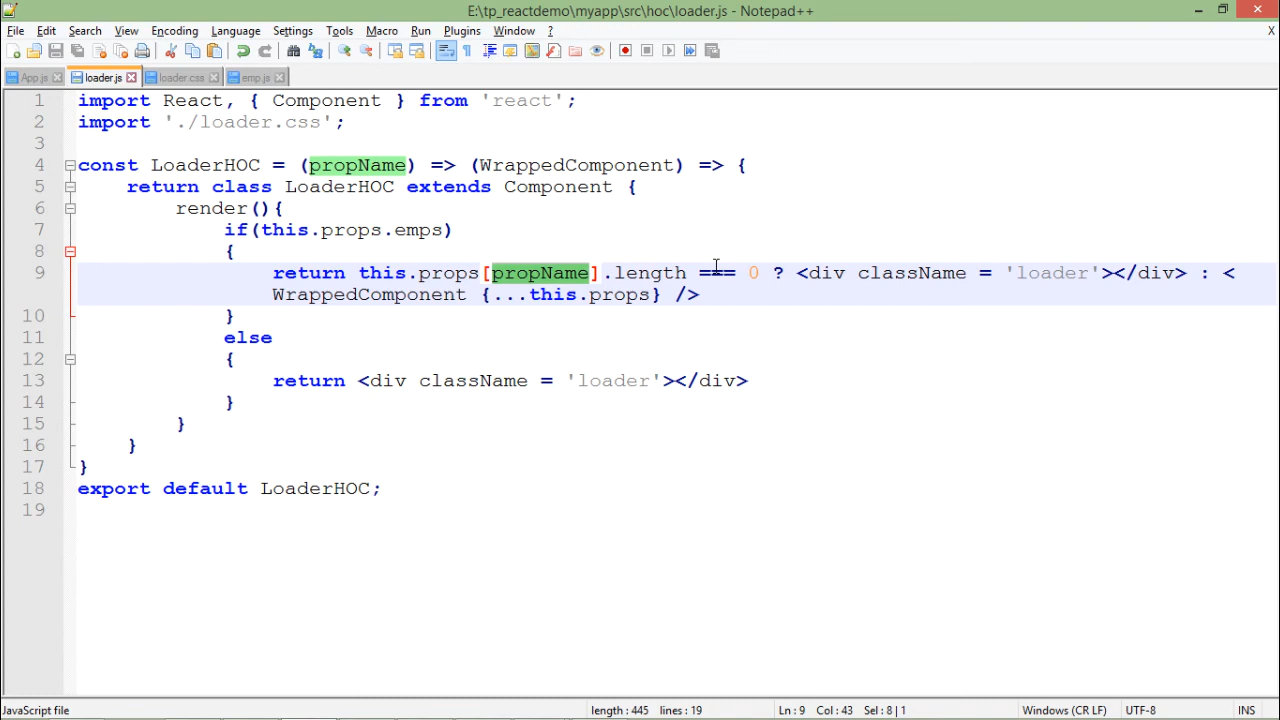 E:\tp_reactdemo\myapp\src\hoc\loader.js - Notepad++
File Edit Search View Encoding Language Settings Tools Macro Run Plugins Window ? X
App.js loader.js loader.css emp.js
1 import React, { Component } from 'react';
2 import './loader.css';
3
4 const LoaderHOC = (propName) => (WrappedComponent) => {
5 return class LoaderHOC extends Component {
6 render(){
7 if(this.props.emps)
8 {
9 return this.props[propName].length === 0 ? <div className = 'loader'></div> : <
WrappedComponent {...this.props} />
10 }
11 else
12 {
13 return <div className = 'loader'></div>
14 }
15 }
16 }
17 }
18 export default LoaderHOC;
19
JavaScript file length : 445 lines : 19 Ln : 9 Col : 43 Sel : 8 | 1 Windows (CR LF) UTF-8 INS